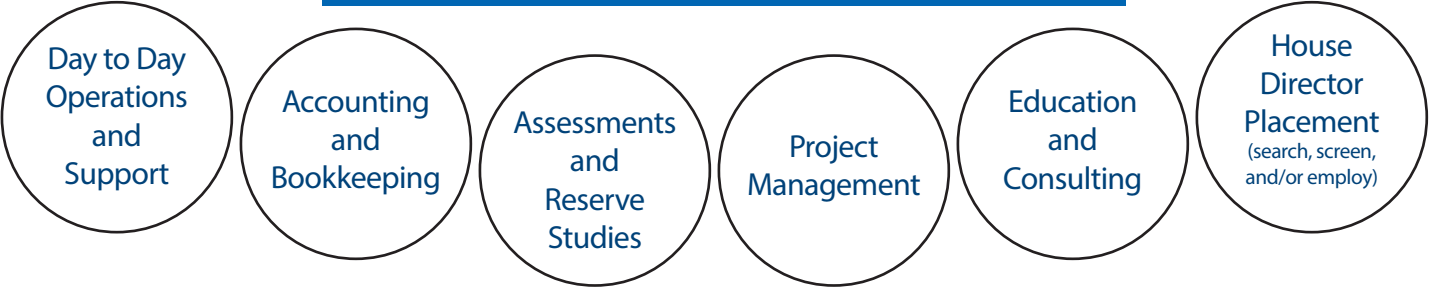 Day to Day
Operations
and
Support
Accounting
and
Bookkeeping
Assessments
and
Reserve
Studies
Project
Management
Education
and
Consulting
House
Director
Placement
(search, screen,
and/or employ)